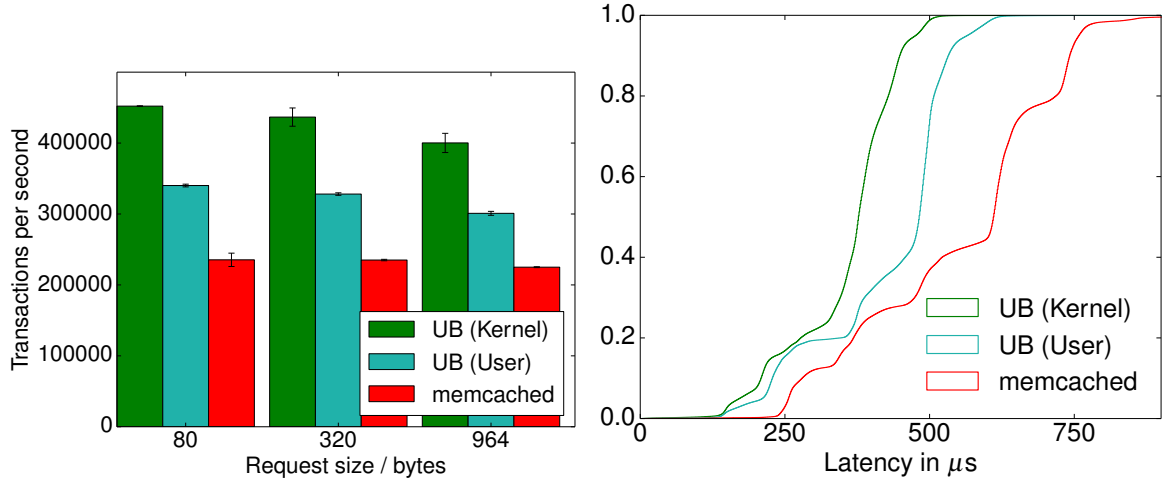 Transactions per second
400000
300000
200000
100000
0
80 320 964
Request size / bytes
UB (Kernel)
UB (User)
memcached
1.0
0.8
0.6
0.4
0.2
0.0
0 250 500 750
Latency in μs
UB (Kernel)
UB (User)
memcached